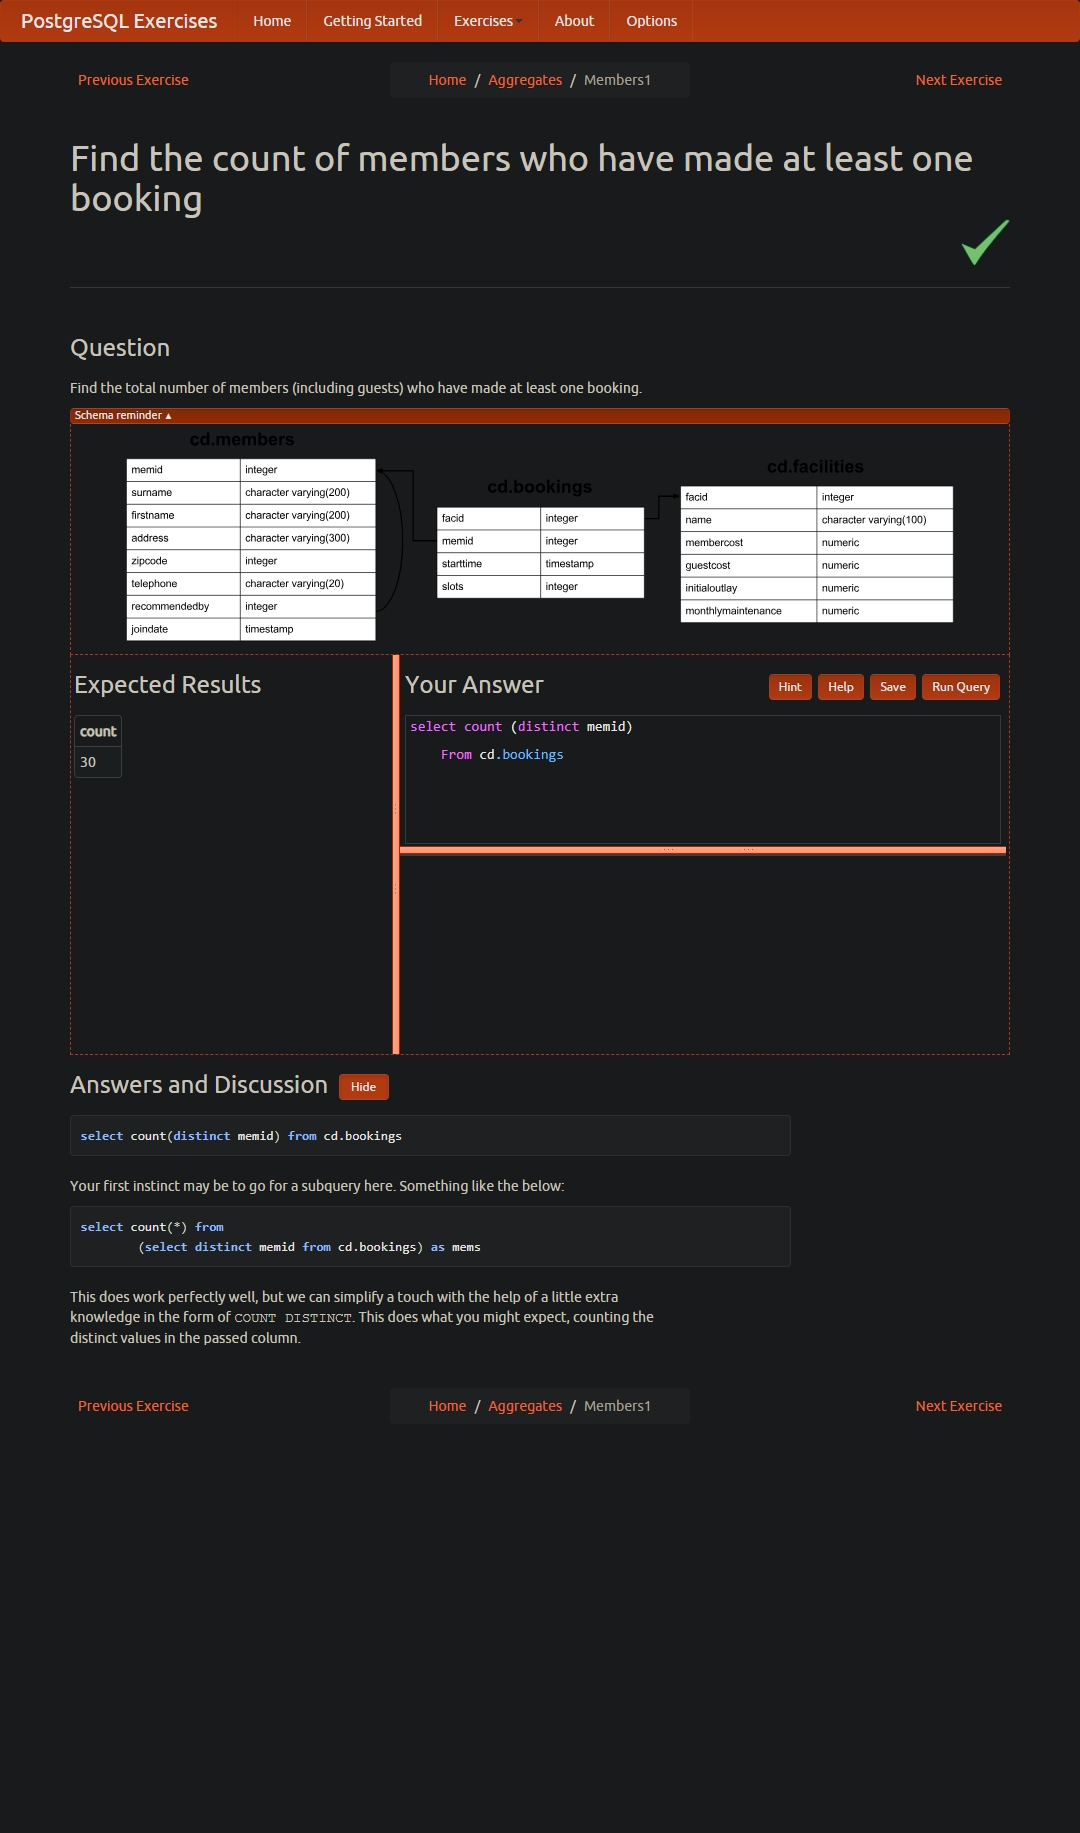 PostgreSQL Exercises Home Getting Started Exercises About Options
Previous Exercise Home / Aggregates / Members1 Next Exercise
Find the count of members who have made at least one
booking
Question
Find the total number of members (including guests) who have made at least one booking.
Schema reminder ▲
cd.members
memid integer
surname character varying(200)
firstname character varying(200)
address character varying(300)
zipcode integer
telephone character varying(20)
recommendedby integer
joindate timestamp
cd.bookings
facid integer
memid integer
starttime timestamp
slots integer
cd.facilities
facid integer
name character varying(100)
membercost numeric
guestcost numeric
initialoutlay numeric
monthlymaintenance numeric
Expected Results
count
30
Your Answer
Hint Help Save Run Query
select count (distinct memid)
From cd.bookings
Answers and Discussion Hide
select count(distinct memid) from cd.bookings
Your first instinct may be to go for a subquery here. Something like the below:
select count(*) from
(select distinct memid from cd.bookings) as mems
This does work perfectly well, but we can simplify a touch with the help of a little extra
knowledge in the form of COUNT DISTINCT. This does what you might expect, counting the
distinct values in the passed column.
Previous Exercise Home / Aggregates / Members1 Next Exercise